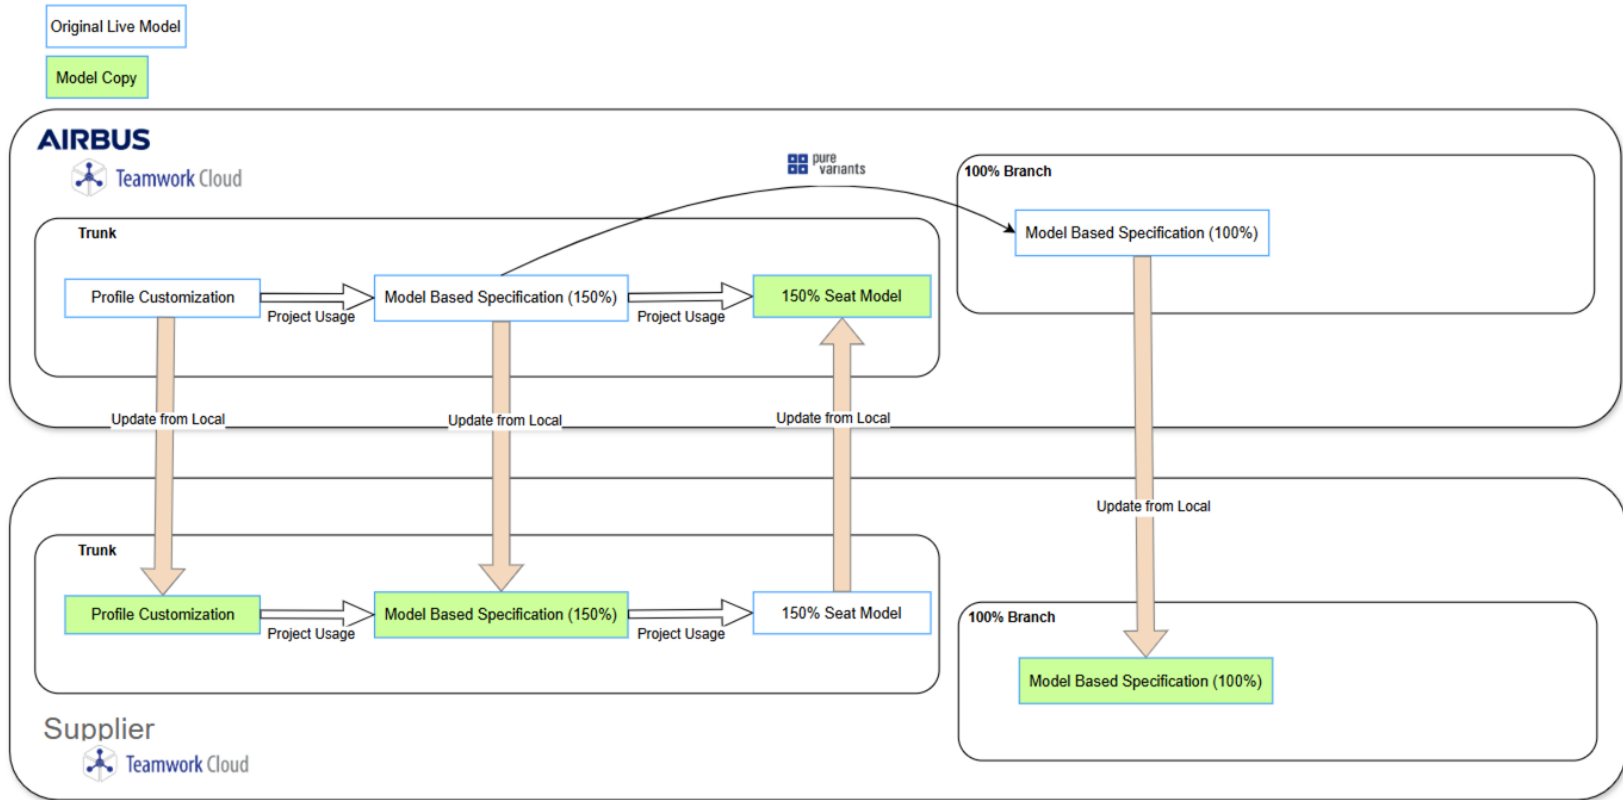 Original Live Model
Model Copy
AIRBUS
Teamwork Cloud
pure
variants
100% Branch
Model Based Specification (100%)
Trunk
Profile Customization
Project Usage
Model Based Specification (150%)
Project Usage
150% Seat Model
Update from Local
Update from Local
Update from Local
Update from Local
Trunk
Profile Customization
Project Usage
Model Based Specification (150%)
Project Usage
150% Seat Model
100% Branch
Model Based Specification (100%)
Supplier
Teamwork Cloud